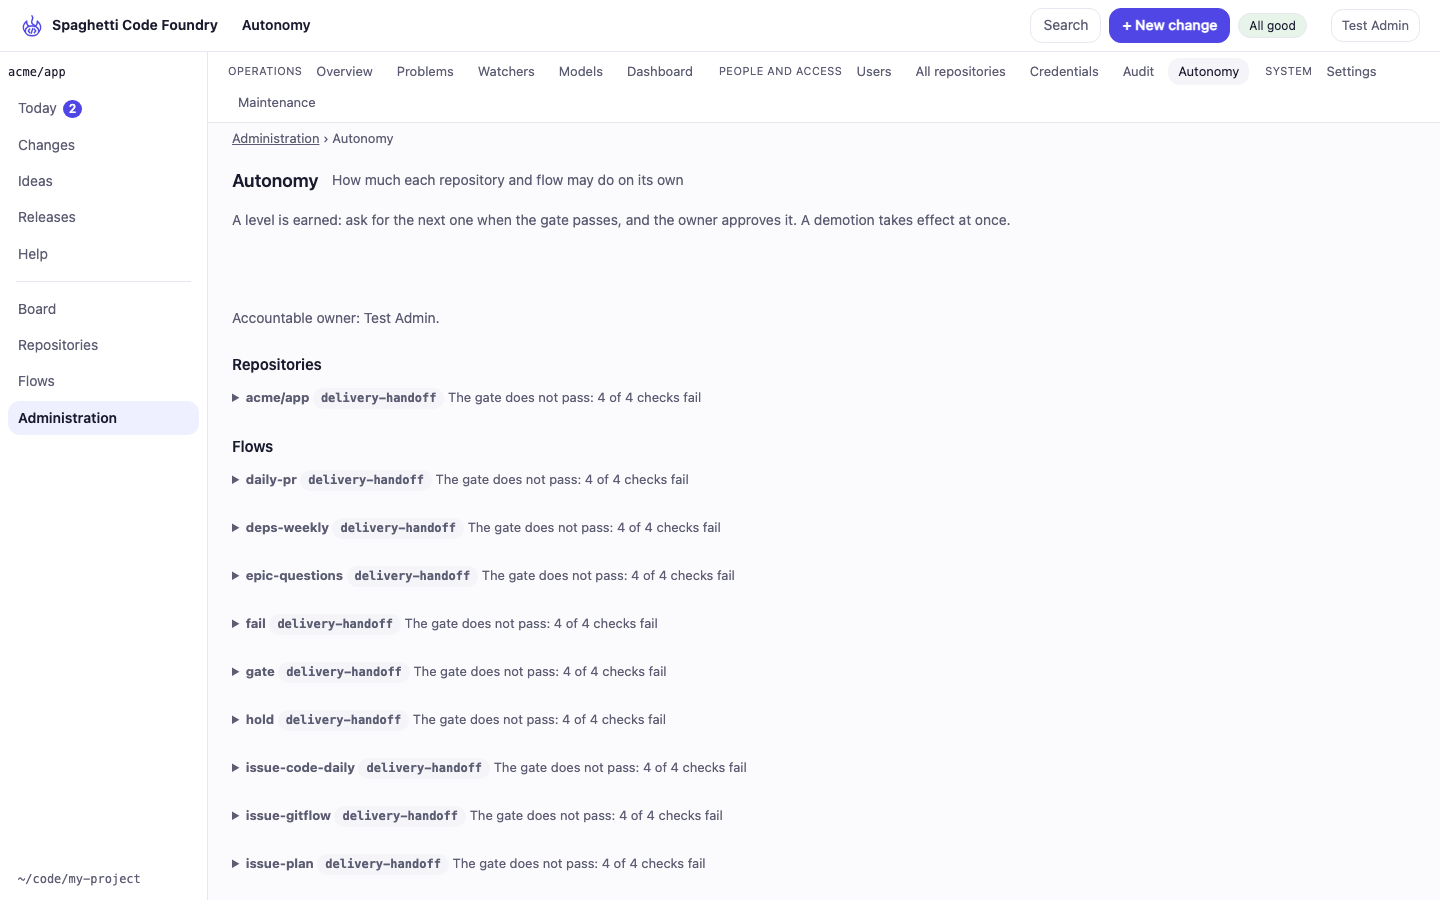 Spaghetti Code Foundry Autonomy Search + New change All good Test Admin
acme/app
Today 2
Changes
Ideas
Releases
Help
Board
Repositories
Flows
Administration
~/code/my-project
OPERATIONS Overview Problems Watchers Models Dashboard PEOPLE AND ACCESS Users All repositories Credentials Audit Autonomy SYSTEM Settings
Maintenance
Administration › Autonomy
Autonomy How much each repository and flow may do on its own
A level is earned: ask for the next one when the gate passes, and the owner approves it. A demotion takes effect at once.
Accountable owner: Test Admin.
Repositories
acme/app delivery-handoff The gate does not pass: 4 of 4 checks fail
Flows
daily-pr delivery-handoff The gate does not pass: 4 of 4 checks fail
deps-weekly delivery-handoff The gate does not pass: 4 of 4 checks fail
epic-questions delivery-handoff The gate does not pass: 4 of 4 checks fail
fail delivery-handoff The gate does not pass: 4 of 4 checks fail
gate delivery-handoff The gate does not pass: 4 of 4 checks fail
hold delivery-handoff The gate does not pass: 4 of 4 checks fail
issue-code-daily delivery-handoff The gate does not pass: 4 of 4 checks fail
issue-gitflow delivery-handoff The gate does not pass: 4 of 4 checks fail
issue-plan delivery-handoff The gate does not pass: 4 of 4 checks fail